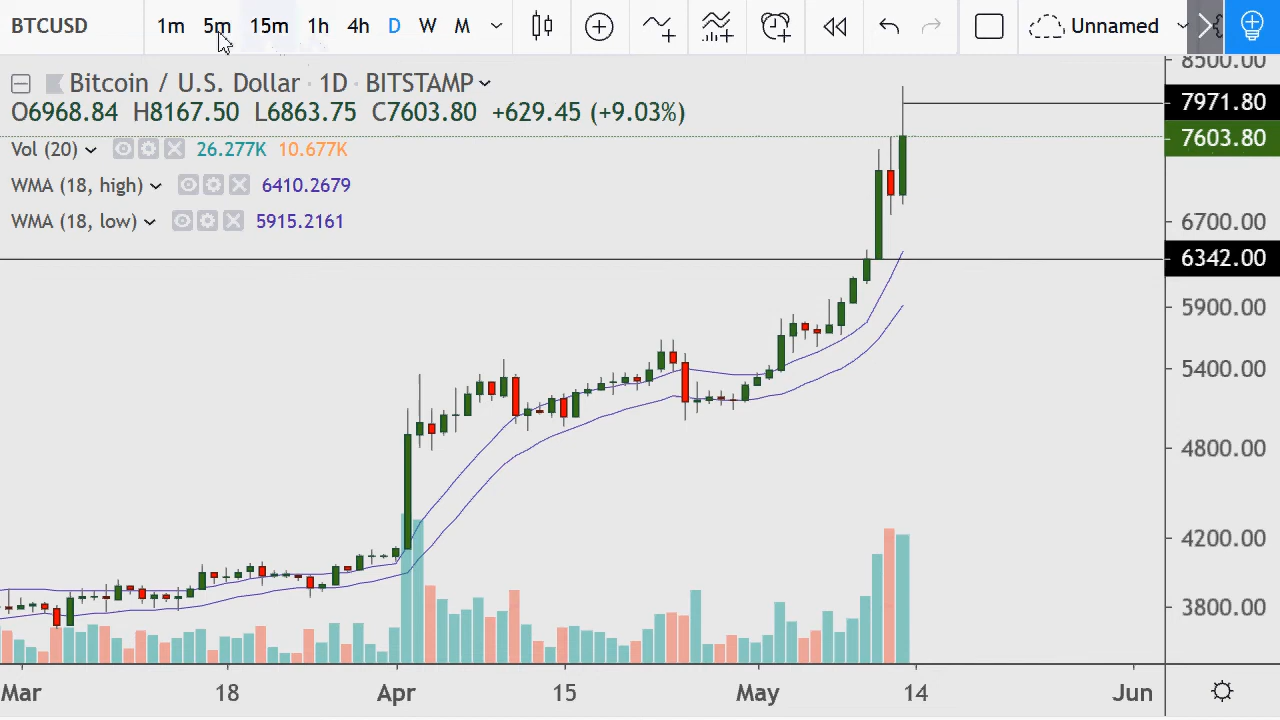 BTCUSD 1m 5m 15m 1h 4h D W M Unnamed
Bitcoin / U.S. Dollar · 1D · BITSTAMP
O6968.84 H8167.50 L6863.75 C7603.80 +629.45 (+9.03%)
Vol (20) 26.277K 10.677K
WMA (18, high) 6410.2679
WMA (18, low) 5915.2161
8500.00
7971.80
7603.80
6700.00
6342.00
5900.00
5400.00
4800.00
4200.00
3800.00
Mar 18 Apr 15 May 14 Jun